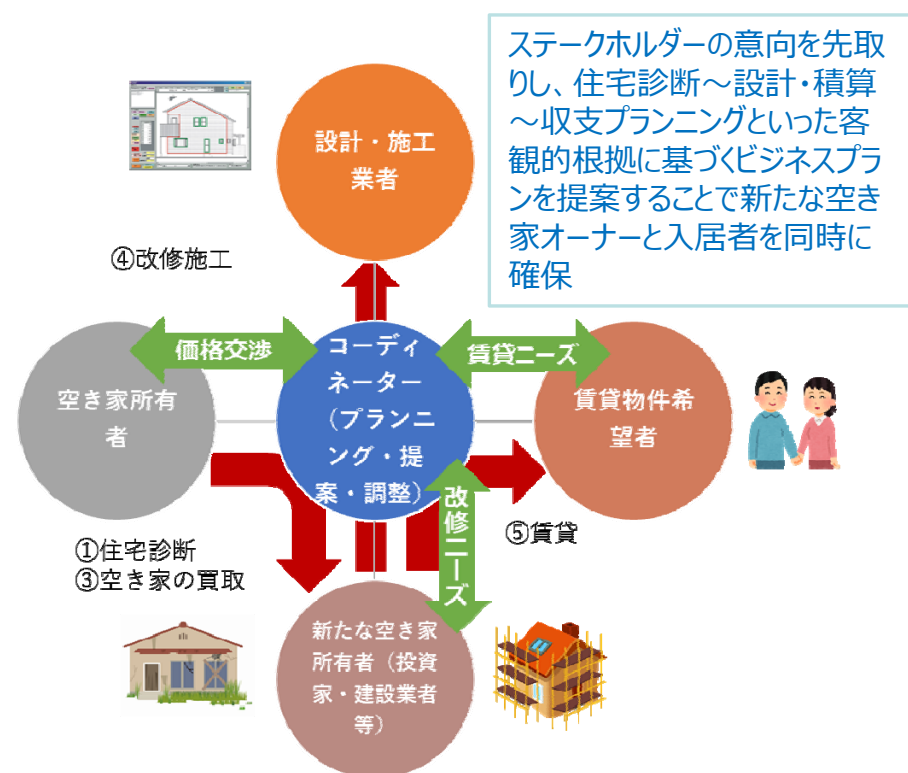 ステークホルダーの意向を先取
りし、住宅診断～設計・積算
～収支プランニングといった客
観的根拠に基づくビジネスプラ
ンを提案することで新たな空き
家オーナーと入居者を同時に
確保
設計・施工
業者
④改修施工
価格交渉
コーディ
ネーター
（プランニ
ング・提
案・調整）
賃貸ニーズ
空き家所有
者
賃貸物件希
望者
改修ニーズ
①住宅診断
③空き家の買取
⑤賃貸
新たな空き家
所有者（投資
家・建設業者
等）